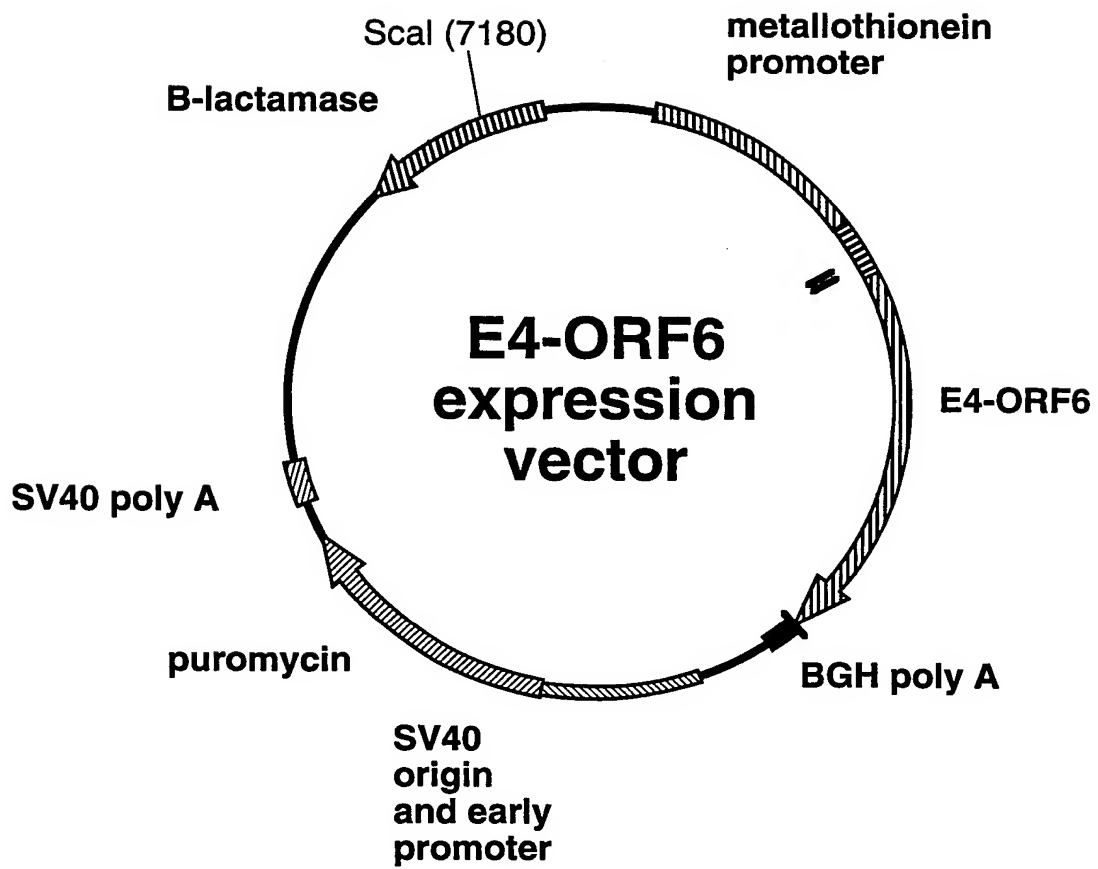 metallothionein
promoter
ScaI (7180)
B-lactamase
E4-ORF6
expression
vector
E4-ORF6
SV40 poly A
puromycin
BGH poly A
SV40
origin
and early
promoter